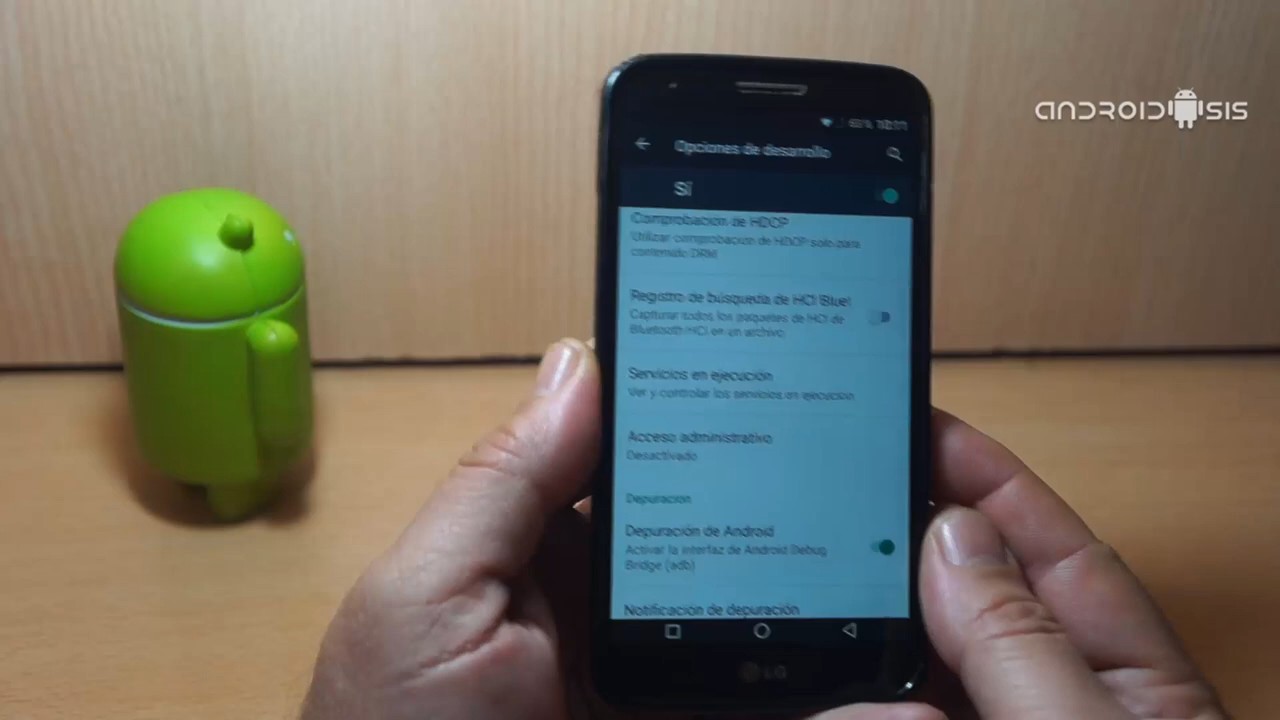 ANDROIDSIS
Opciones de desarrollo
Sí
Comprobación de HDCP
Utilizar comprobación de HDCP solo para
contenido DRM
Registro de búsqueda de HCI Bluet
Capturar todos los paquetes de HCI de
Bluetooth HCI en un archivo
Servicios en ejecución
Ver y controlar los servicios en ejecución
Acceso administrativo
Desactivado
Depuración
Depuración de Android
Activar la interfaz de Android Debug
Bridge (adb)
Notificación de depuración
LG